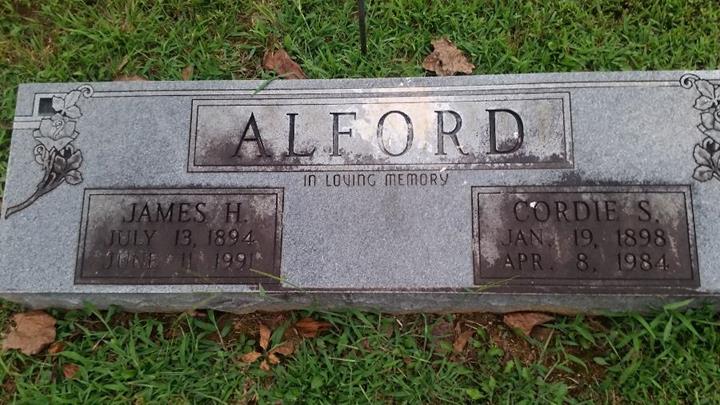 ALFORD
IN LOVING MEMORY
JAMES H.
JULY 13, 1894
JUNE 11, 1991
CORDIE S.
JAN. 19, 1898
APR. 8, 1984